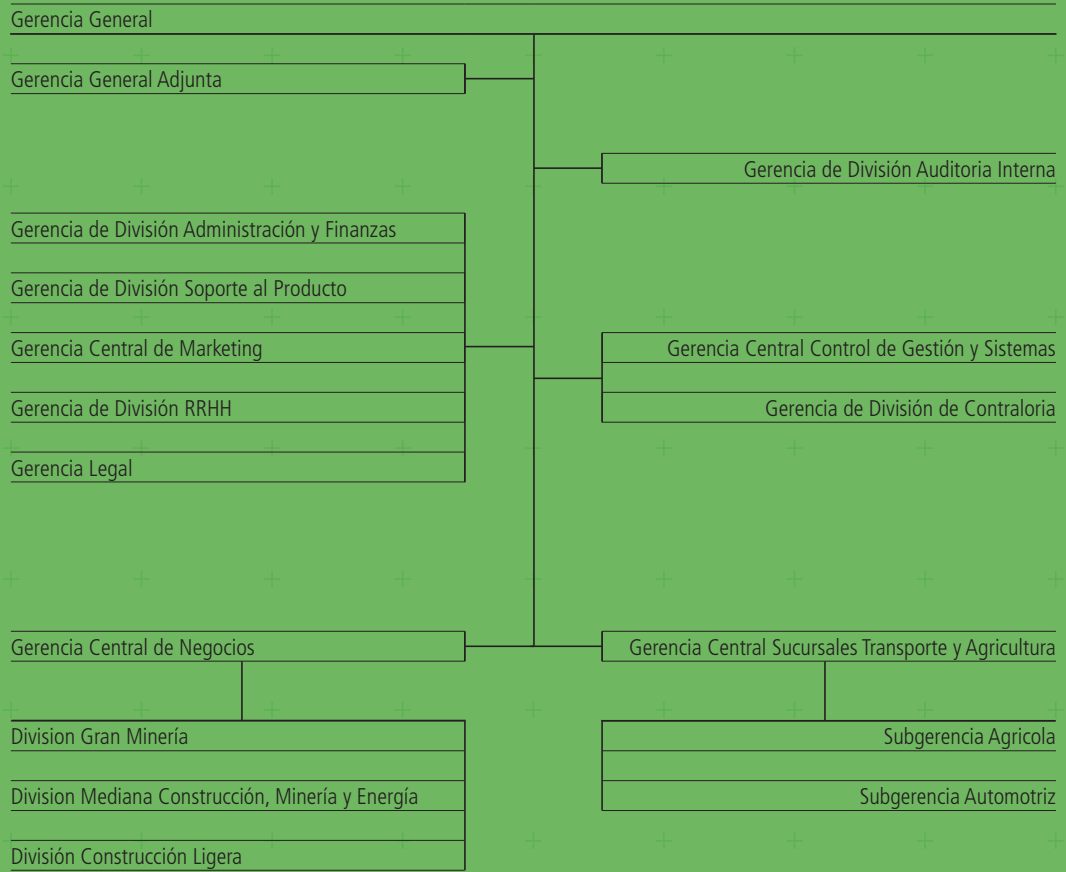 Gerencia General
Gerencia General Adjunta
Gerencia de División Auditoria Interna
Gerencia de División Administración y Finanzas
Gerencia de División Soporte al Producto
Gerencia Central de Marketing
Gerencia Central Control de Gestión y Sistemas
Gerencia de División RRHH
Gerencia de División de Contraloria
Gerencia Legal
Gerencia Central de Negocios
Gerencia Central Sucursales Transporte y Agricultura
Division Gran Minería
Subgerencia Agricola
Division Mediana Construcción, Minería y Energía
Subgerencia Automotriz
División Construcción Ligera